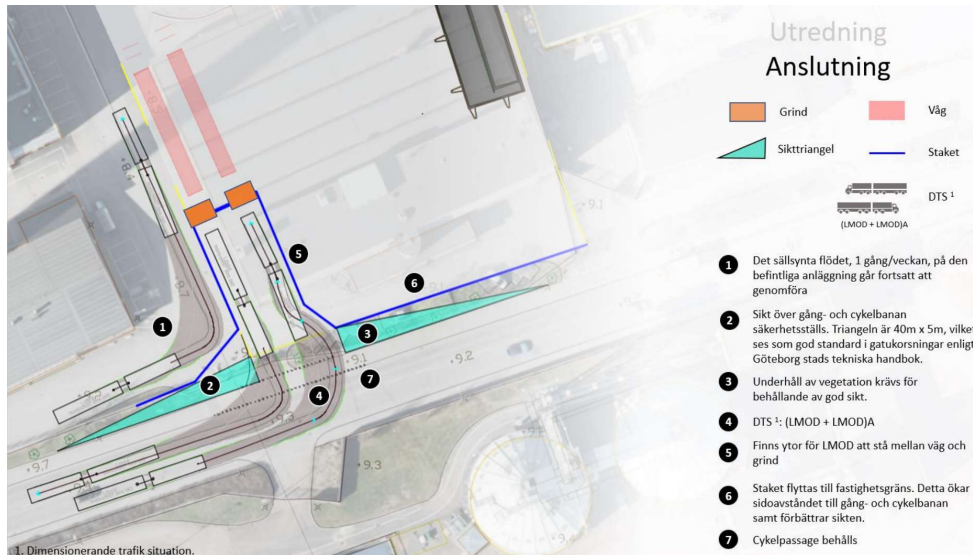 Utredning
Anslutning
Grind
Våg
Sikttriangel
Staket
DTS ¹
(LMOD + LMOD)A
1 Det sällsynta flödet, 1 gång/veckan, på den
befintliga anläggning går fortsatt att
genomföra
2 Sikt över gång- och cykelbanan
säkerhetsställs. Triangeln är 40m x 5m, vilket
ses som god standard i gatukorsningar enligt
Göteborg stads tekniska handbok.
3 Underhåll av vegetation krävs för
behållande av god sikt.
4 DTS ¹: (LMOD + LMOD)A
5 Finns ytor för LMOD att stå mellan väg och
grind
6 Staket flyttas till fastighetsgräns. Detta ökar
sidoavståndet till gång- och cykelbanan
samt förbättrar sikten.
7 Cykelpassage behålls
+8.7
+9.1
5
6
1
3
2
+9.1
+9.2
7
4
+9.3
+9.7
+9.3
1. Dimensionerande trafik situation.